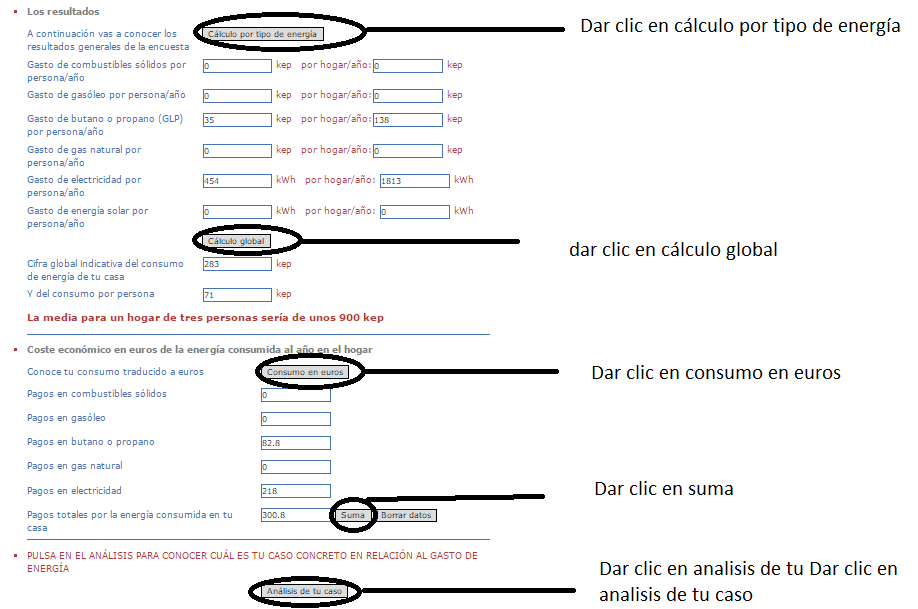 Los resultados
A continuación vas a conocer los
resultados generales de la encuesta
Cálculo por tipo de energía
Dar clic en cálculo por tipo de energía
Gasto de combustibles sólidos por
persona/año
0 kep por hogar/año: 0 kep
Gasto de gasóleo por persona/año 0 kep por hogar/año: 0 kep
Gasto de butano o propano (GLP)
por persona/año
35 kep por hogar/año: 138 kep
Gasto de gas natural por
persona/año
0 kep por hogar/año: 0 kep
Gasto de electricidad por
persona/año
454 kWh por hogar/año: 1813 kWh
Gasto de energía solar por
persona/año
0 kWh por hogar/año: 0 kWh
Cálculo global
dar clic en cálculo global
Cifra global indicativa del consumo
de energía de tu casa
283 kep
Y del consumo por persona 71 kep
La media para un hogar de tres personas sería de unos 900 kep
Coste económico en euros de la energía consumida al año en el hogar
Conoce tu consumo traducido a euros Consumo en euros
Dar clic en consumo en euros
Pagos en combustibles sólidos 0
Pagos en gasóleo 0
Pagos en butano o propano 82.8
Pagos en gas natural 0
Pagos en electricidad 218
Dar clic en suma
Pagos totales por la energía consumida en tu
casa
300.8 Suma Borrar datos
PULSA EN EL ANÁLISIS PARA CONOCER CUÁL ES TU CASO CONCRETO EN RELACIÓN AL GASTO DE
ENERGÍA
Análisis de tu caso
Dar clic en analisis de tu Dar clic en
analisis de tu caso